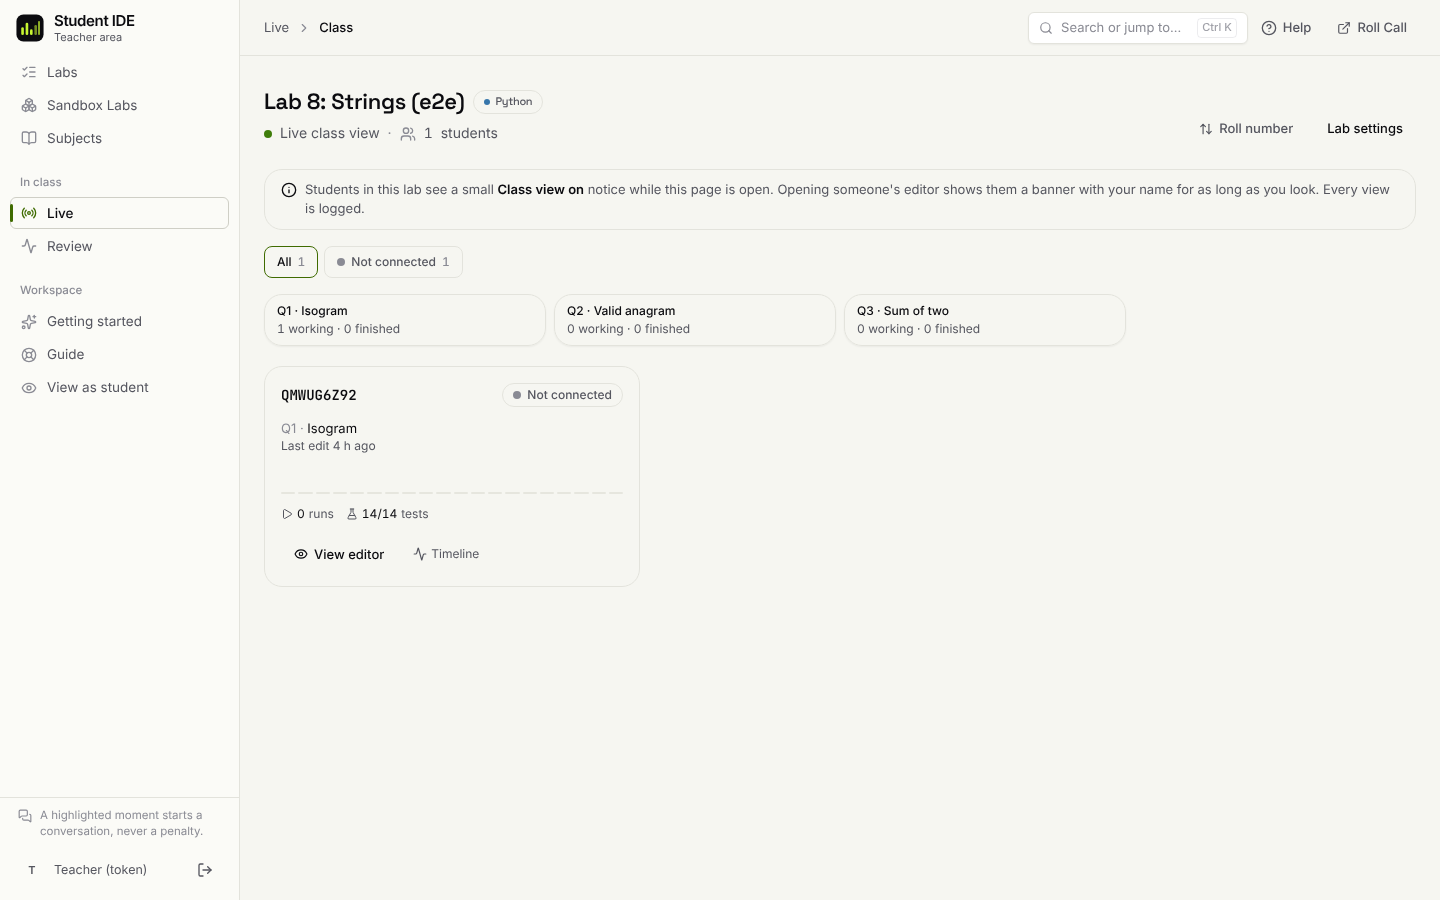 Student IDE
Teacher area
Labs
Sandbox Labs
Subjects
In class
Live
Review
Workspace
Getting started
Guide
View as student
A highlighted moment starts a
conversation, never a penalty.
T Teacher (token)
Live > Class
Search or jump to... Ctrl K
Help
Roll Call
Lab 8: Strings (e2e) Python
Live class view · 1 students
Roll number
Lab settings
Students in this lab see a small Class view on notice while this page is open. Opening someone's editor shows them a banner with your name for as long as you look. Every view
is logged.
All 1
Not connected 1
Q1 · Isogram
1 working · 0 finished
Q2 · Valid anagram
0 working · 0 finished
Q3 · Sum of two
0 working · 0 finished
QMWUG6Z92
Not connected
Q1 · Isogram
Last edit 4 h ago
0 runs 14/14 tests
View editor
Timeline